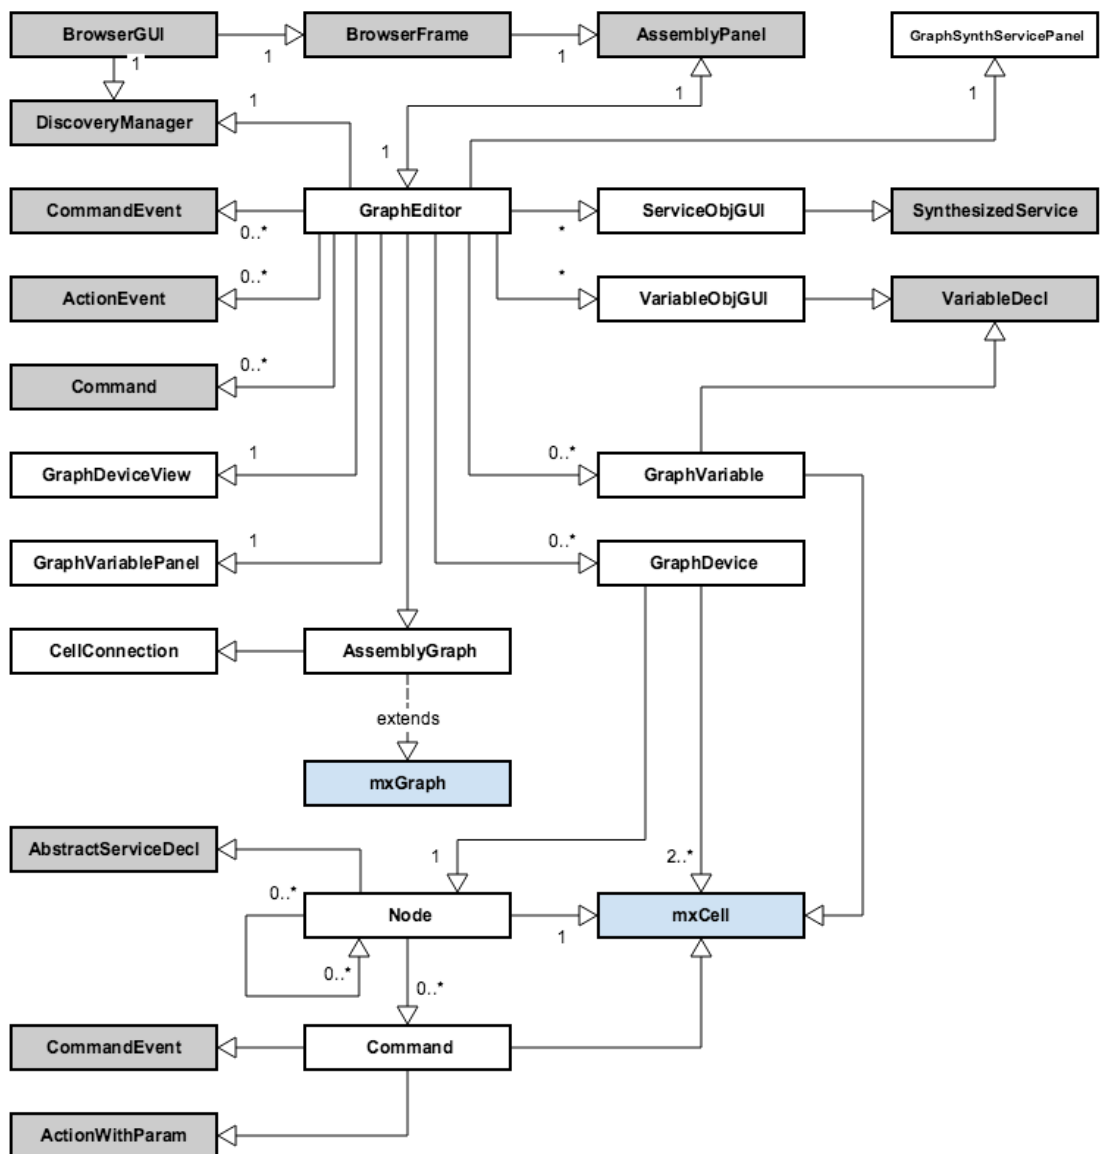 BrowserGUI
BrowserFrame
AssemblyPanel
GraphSynthServicePanel
1
1
1
DiscoveryManager
1
1
1
1
CommandEvent
GraphEditor
ServiceObjGUI
SynthesizedService
0..*
*
ActionEvent
0..*
*
VariableObjGUI
VariableDecl
Command
0..*
GraphDeviceView
1
0..*
GraphVariable
GraphVariablePanel
1
0..*
GraphDevice
CellConnection
AssemblyGraph
extends
mxGraph
AbstractServiceDecl
1
2..*
0..*
Node
1
mxCell
0..*
0..*
CommandEvent
Command
ActionWithParam